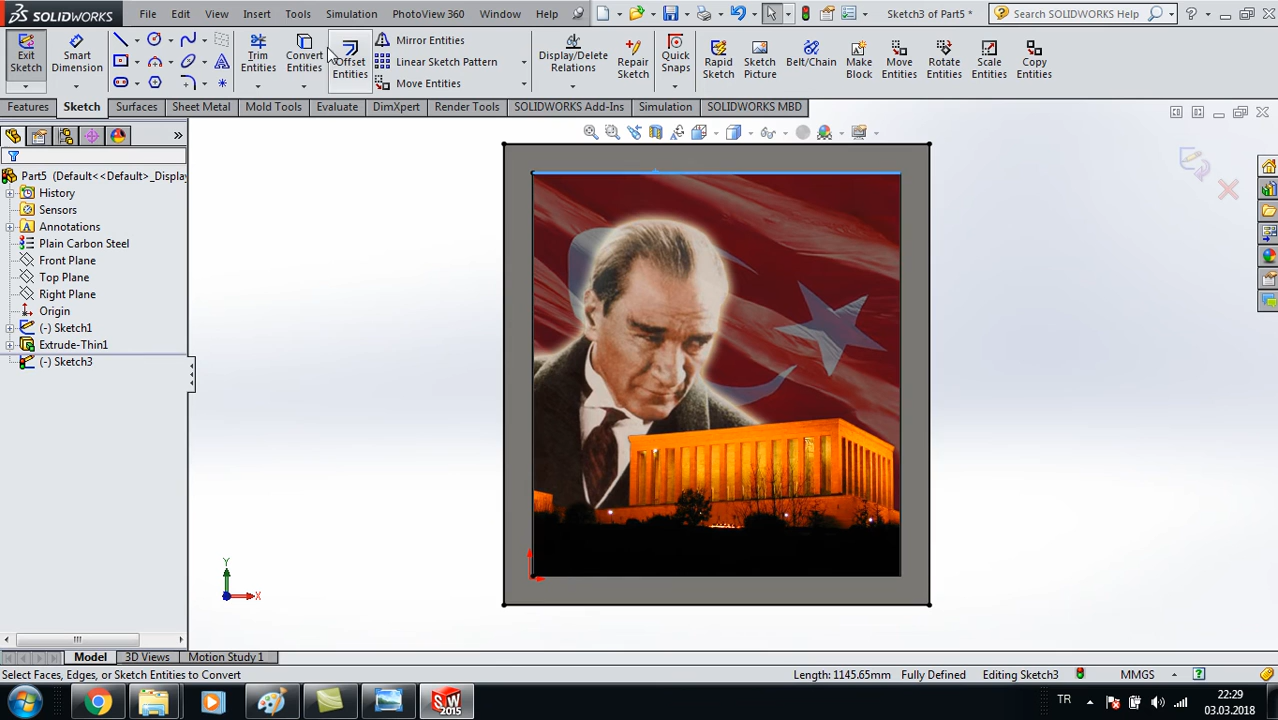 SOLIDWORKS File Edit View Insert Tools Simulation PhotoView 360 Window Help Sketch3 of Part5 * Search SOLIDWORKS Help
Exit Sketch Smart Dimension Trim Entities Convert Entities Offset Entities Mirror Entities Linear Sketch Pattern Move Entities Display/Delete Relations Repair Sketch Quick Snaps Rapid Sketch Sketch Picture Belt/Chain Make Block Move Entities Rotate Entities Scale Entities Copy Entities
Features Sketch Surfaces Sheet Metal Mold Tools Evaluate DimXpert Render Tools SOLIDWORKS Add-Ins Simulation SOLIDWORKS MBD
Part5 (Default<<Default>_Display
History
Sensors
Annotations
Plain Carbon Steel
Front Plane
Top Plane
Right Plane
Origin
(-) Sketch1
Extrude-Thin1
(-) Sketch3
Y
X
Model 3D Views Motion Study 1
Select Faces, Edges, or Sketch Entities to Convert Length: 1145.65mm Fully Defined Editing Sketch3 MMGS
SW 2015 TR 22:29
03.03.2018